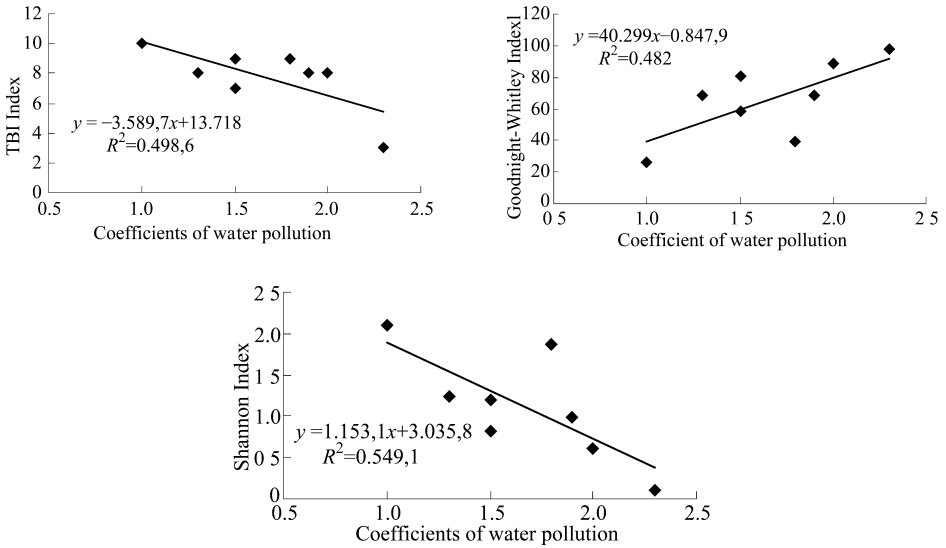 12
10
8
6
4
2
0
TBI Index
y = −3.589,7x+13.718
R²=0.498,6
0.5 1.0 1.5 2.0 2.5
Coefficients of water pollution
120
100
80
60
40
20
0
Goodnight-Whitley Indexl
y =40.299x−0.847,9
R²=0.482
0 5 1.0 1 5 2.0 2 5
Coefficient of water pollution
2 5
2.0
1 5
1.0
0 5
0
Shannon Index
y =1.153,1x+3.035,8
R²=0.549,1
0.5 1.0 1.5 2.0 2.5
Coefficients of water pollution